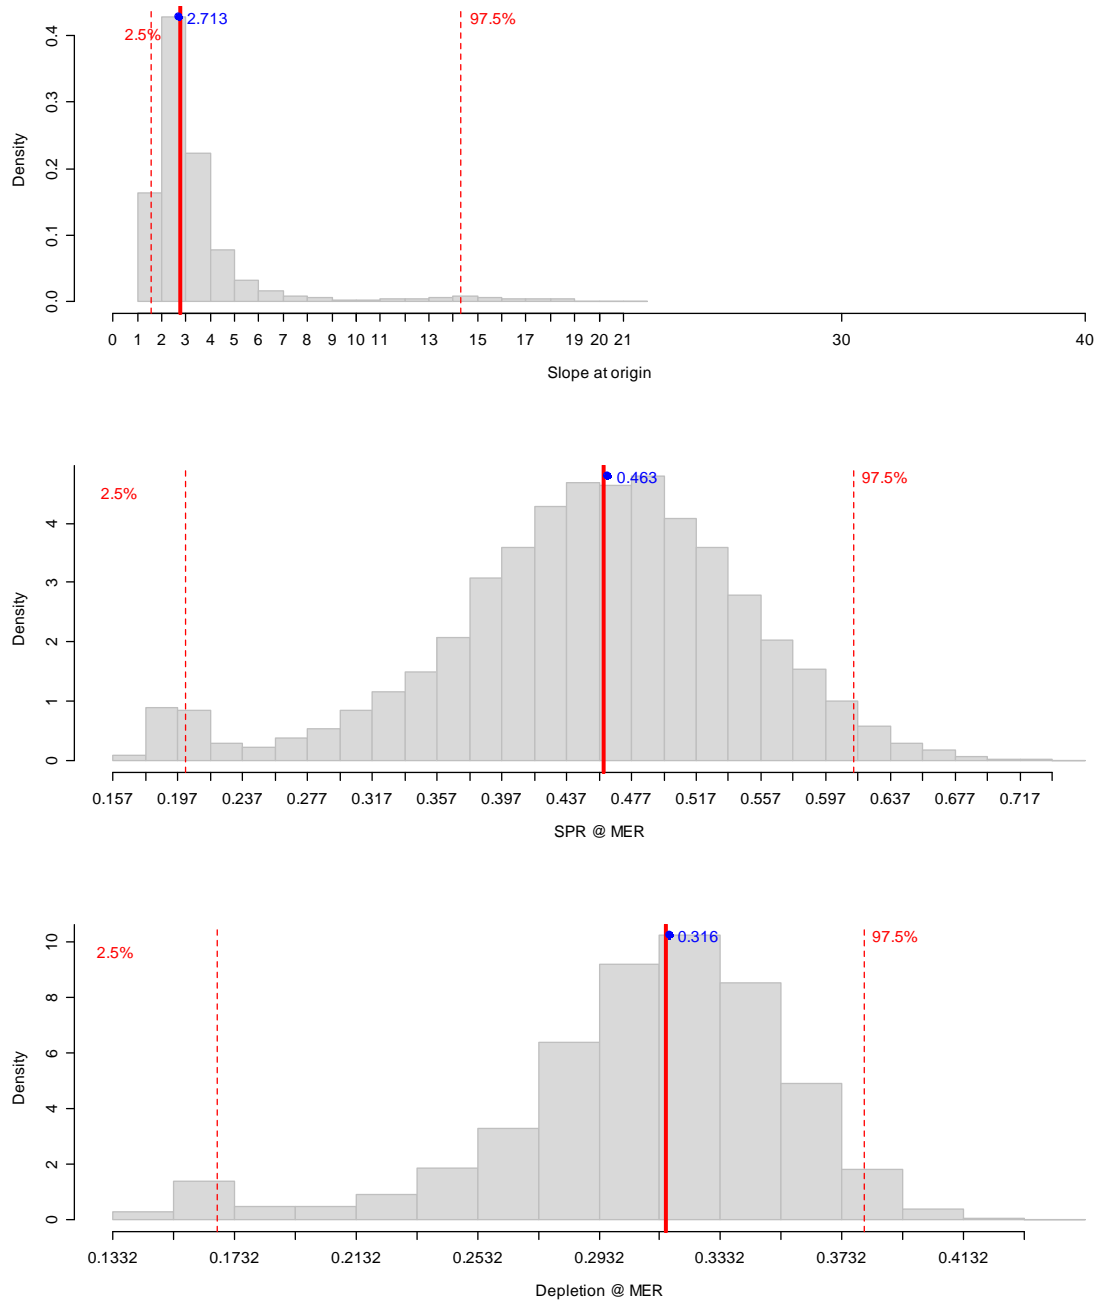 2.713
97.5%
2.5%
0.0 0.1 0.2 0.3 0.4
Density
0 1 2 3 4 5 6 7 8 9 10 11 13 15 17 19 20 21 30 40
Slope at origin
0.463
97.5%
2.5%
0 1 2 3 4
Density
0.157 0.197 0.237 0.277 0.317 0.357 0.397 0.437 0.477 0.517 0.557 0.597 0.637 0.677 0.717
SPR @ MER
0.316
97.5%
2.5%
0 2 4 6 8 10
Density
0.1332 0.1732 0.2132 0.2532 0.2932 0.3332 0.3732 0.4132
Depletion @ MER